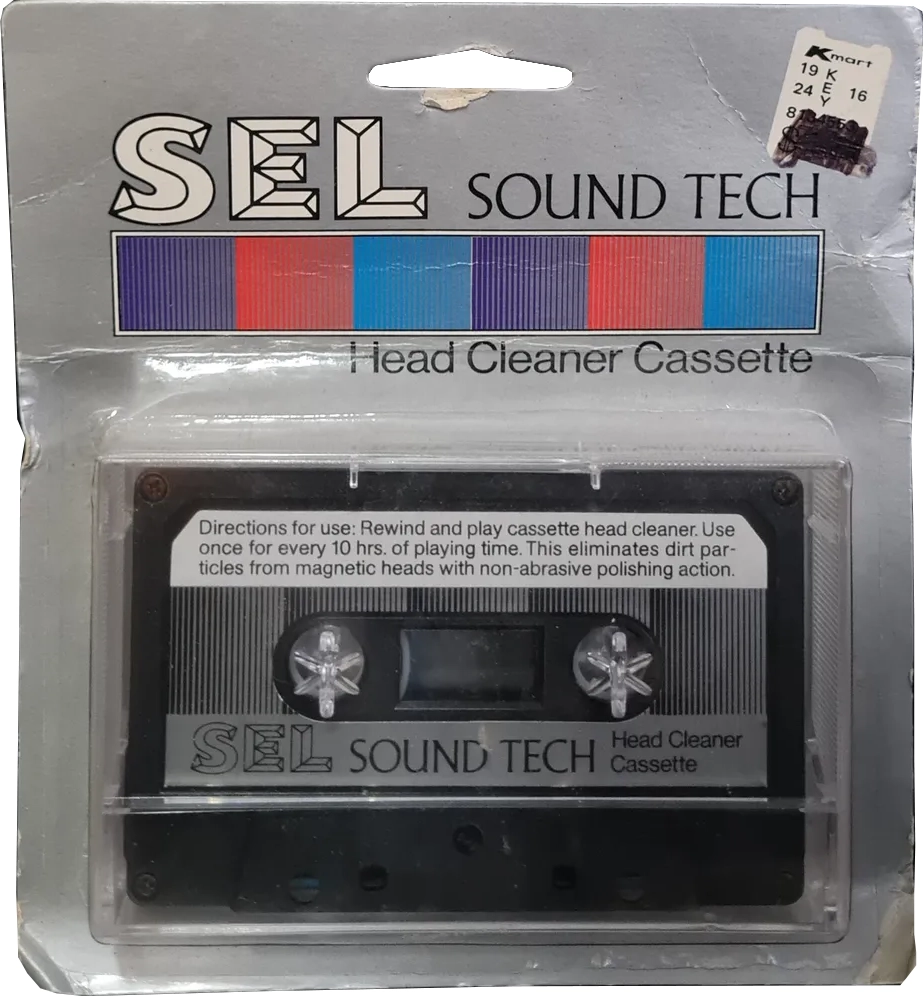 Kmart
19 K
24 E 16
Y
SEL SOUND TECH
Head Cleaner Cassette
Directions for use: Rewind and play cassette head cleaner. Use
once for every 10 hrs. of playing time. This eliminates dirt par-
ticles from magnetic heads with non-abrasive polishing action.
SEL SOUND TECH Head Cleaner
Cassette